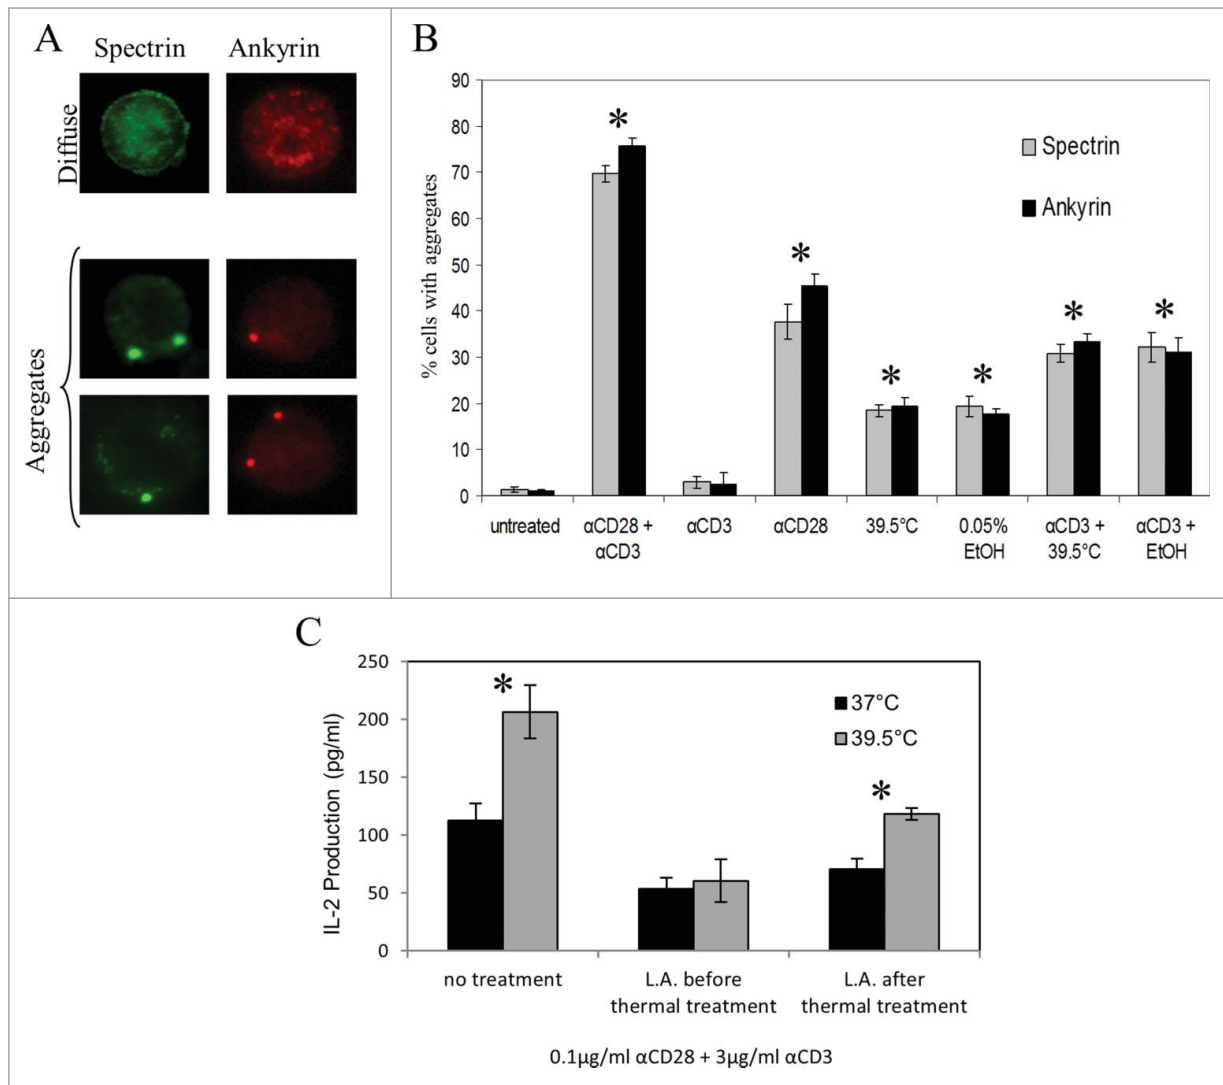 A
Spectrin Ankyrin
Diffuse
Aggregates
B
% cells with aggregates
90
80
70
60
50
40
30
20
10
0
* * * * * *
Spectrin
Ankyrin
untreated αCD28 + αCD3 αCD28 39.5°C 0.05% αCD3 + αCD3 +
αCD3 EtOH 39.5°C EtOH
C
IL-2 Production (pg/ml)
250
200
150
100
50
0
* *
37°C
39.5°C
no treatment L.A. before L.A. after
thermal treatment thermal treatment
0.1µg/ml αCD28 + 3µg/ml αCD3